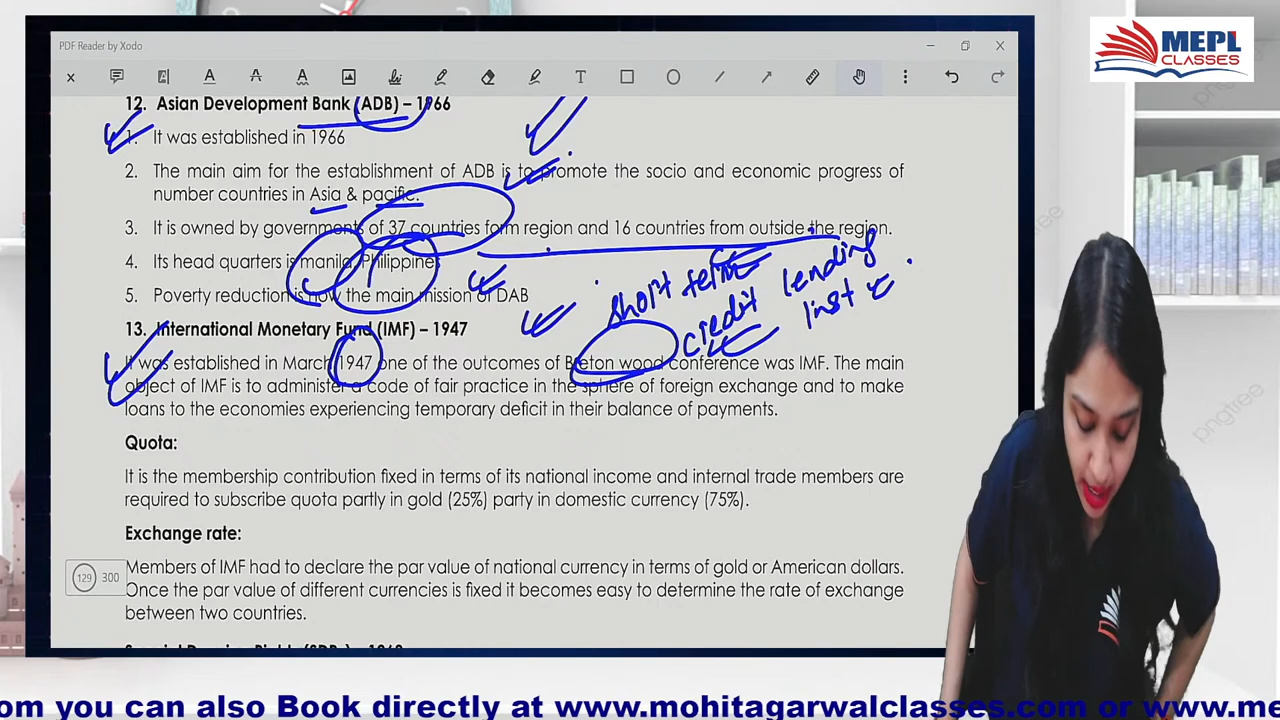 PDF Reader by Xodo
MEPL
CLASSES
12. Asian Development Bank (ADB) – 1966
1. It was established in 1966
2. The main aim for the establishment of ADB is to promote the socio and economic progress of
number countries in Asia & pacific.
3. It is owned by governments of 37 countries form region and 16 countries from outside the region.
4. Its head quarters is manila, Philippine
5. Poverty reduction is now the main mission of DAB
short term lending
credit inst
13. International Monetary Fund (IMF) – 1947
It was established in March 1947 one of the outcomes of Breton wood conference was IMF. The main
object of IMF is to administer a code of fair practice in the sphere of foreign exchange and to make
loans to the economies experiencing temporary deficit in their balance of payments.
Quota:
It is the membership contribution fixed in terms of its national income and internal trade members are
required to subscribe quota partly in gold (25%) party in domestic currency (75%).
Exchange rate:
Members of IMF had to declare the par value of national currency in terms of gold or American dollars.
Once the par value of different currencies is fixed it becomes easy to determine the rate of exchange
between two countries.
129 300
om you can also Book directly at www.mohitagarwalclasses.com or www.me